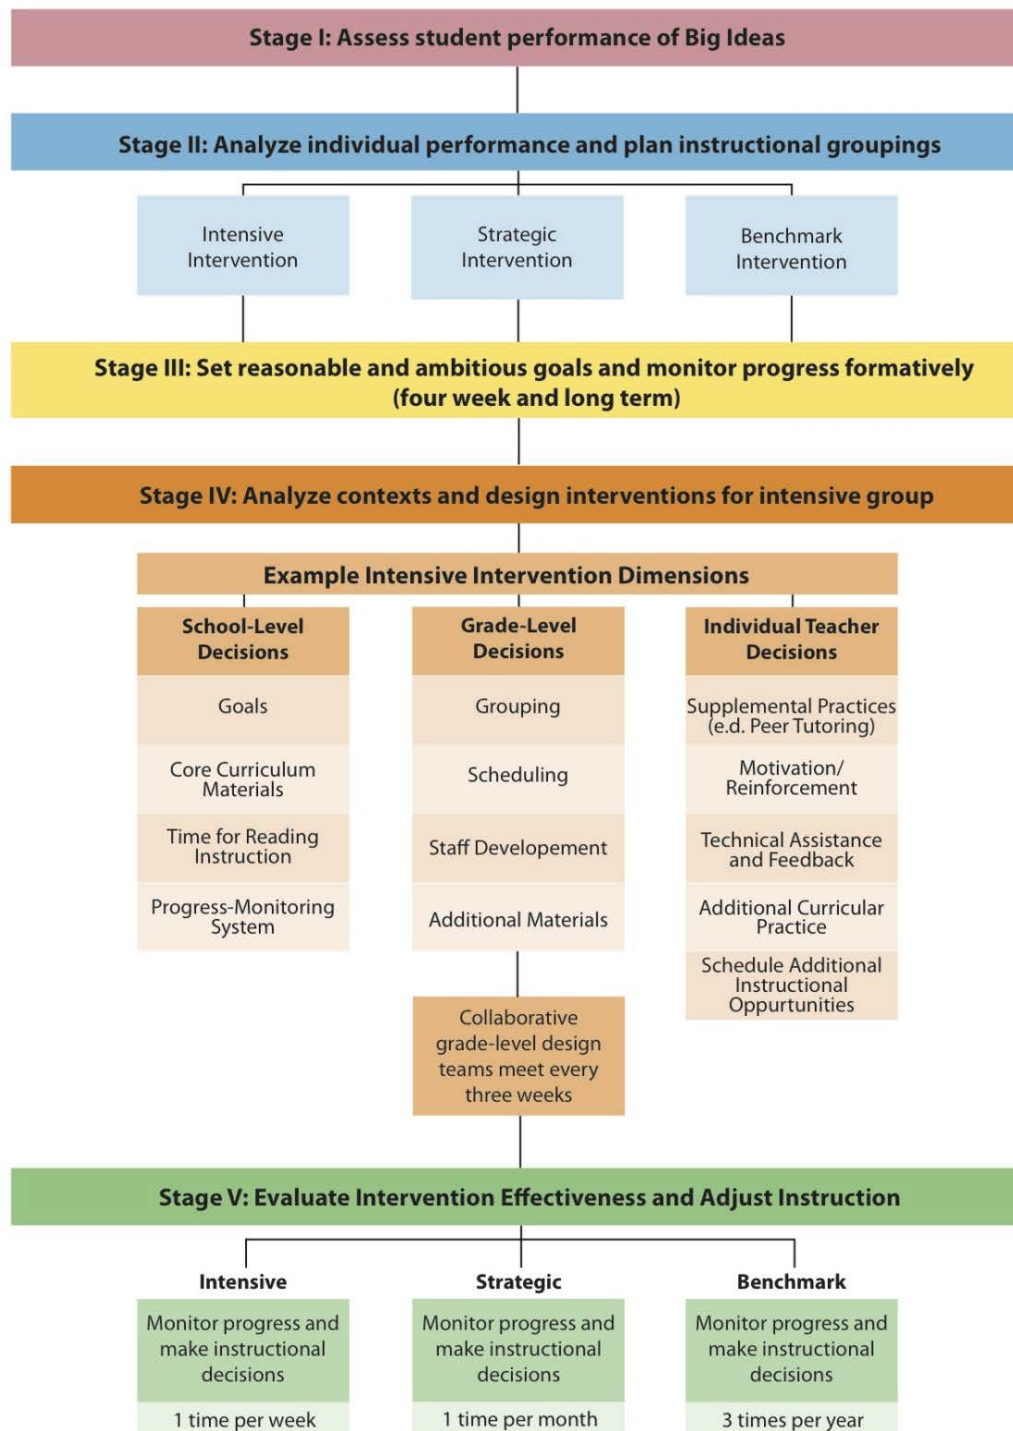 Stage I: Assess student performance of Big Ideas
Stage II: Analyze individual performance and plan instructional groupings
Intensive
Intervention
Strategic
Intervention
Benchmark
Intervention
Stage III: Set reasonable and ambitious goals and monitor progress formatively
(four week and long term)
Stage IV: Analyze contexts and design interventions for intensive group
Example Intensive Intervention Dimensions
School-Level
Decisions
Goals
Core Curriculum
Materials
Time for Reading
Instruction
Progress-Monitoring
System
Grade-Level
Decisions
Grouping
Scheduling
Staff Developement
Additional Materials
Collaborative
grade-level design
teams meet every
three weeks
Individual Teacher
Decisions
Supplemental Practices
(e.d. Peer Tutoring)
Motivation/
Reinforcement
Technical Assistance
and Feedback
Additional Curricular
Practice
Schedule Additional
Instructional
Oppurtunities
Stage V: Evaluate Intervention Effectiveness and Adjust Instruction
Intensive
Monitor progress and
make instructional
decisions
1 time per week
Strategic
Monitor progress and
make instructional
decisions
1 time per month
Benchmark
Monitor progress and
make instructional
decisions
3 times per year